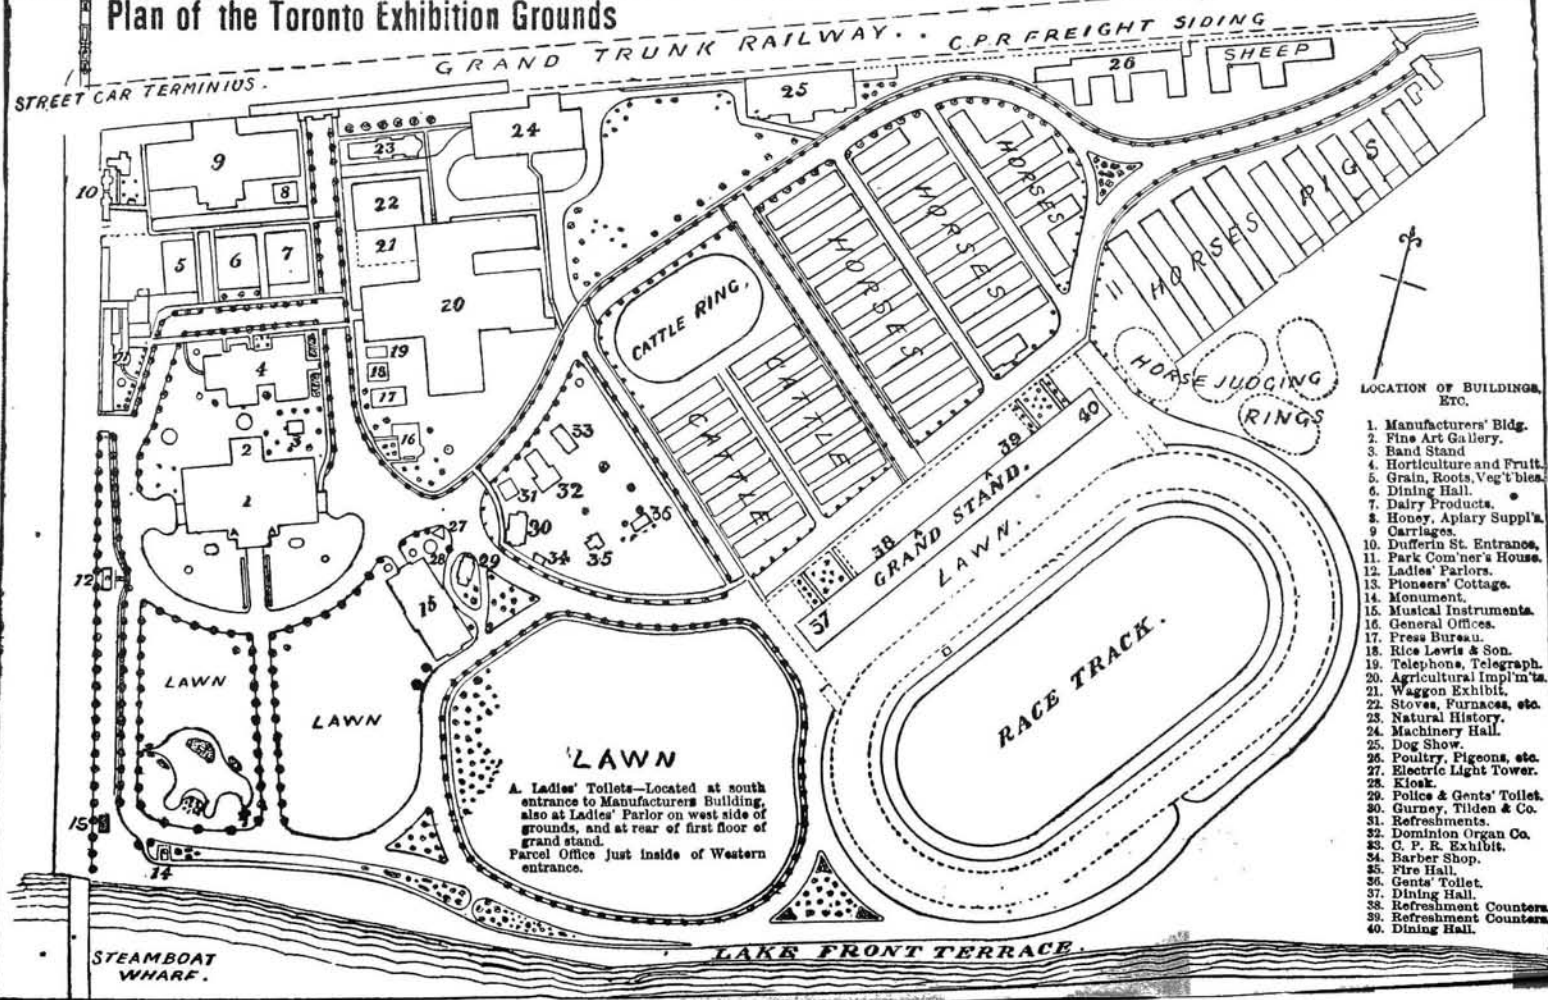 Plan of the Toronto Exhibition Grounds
GRAND TRUNK RAILWAY. . C.P.R FREIGHT SIDING
STREET CAR TERMINIUS.
26
SHEEP
25
24
23
9
8
10
22
21
5
6
7
20
19
18
17
16
4
3
2
1
HORSES
HORSES
HORSES
HORSES
PIGS
CATTLE RING,
CATTLE
CATTLE
HORSE JUDGING
RINGS
33
32
31
30
36
35
34
27
28
29
15
12
40
39
38
37
GRAND STAND.
LAWN.
RACE TRACK.
LAWN
LAWN
LAWN
A. Ladies' Toilets—Located at south
entrance to Manufacturers Building,
also at Ladies' Parlor on west side of
grounds, and at rear of first floor of
grand stand.
Parcel Office just inside of Western
entrance.
15
14
STEAMBOAT
WHARF.
LAKE FRONT TERRACE.
LOCATION OF BUILDINGS,
ETC.
1. Manufacturers' Bldg.
2. Fine Art Gallery.
3. Band Stand
4. Horticulture and Fruit.
5. Grain, Roots, Veg't'bles.
6. Dining Hall.
7. Dairy Products.
8. Honey, Apiary Suppl's.
9 Carriages.
10. Dufferin St. Entrance,
11. Park Com'ner's House.
12. Ladies' Parlors.
13. Pioneers' Cottage.
14. Monument.
15. Musical Instruments.
16. General Offices.
17. Press Bureau.
18. Rice Lewis & Son.
19. Telephone, Telegraph.
20. Agricultural Impl'm'ts.
21. Waggon Exhibit.
22. Stoves, Furnaces, etc.
23. Natural History.
24. Machinery Hall.
25. Dog Show.
26. Poultry, Pigeons, etc.
27. Electric Light Tower.
28. Kiosk.
29. Police & Gents' Toilet.
30. Gurney, Tilden & Co.
31. Refreshments.
32. Dominion Organ Co.
33. C. P. R. Exhibit.
34. Barber Shop.
35. Fire Hall.
36. Gents' Toilet.
37. Dining Hall.
38. Refreshment Counters
39. Refreshment Counters
40. Dining Hall.